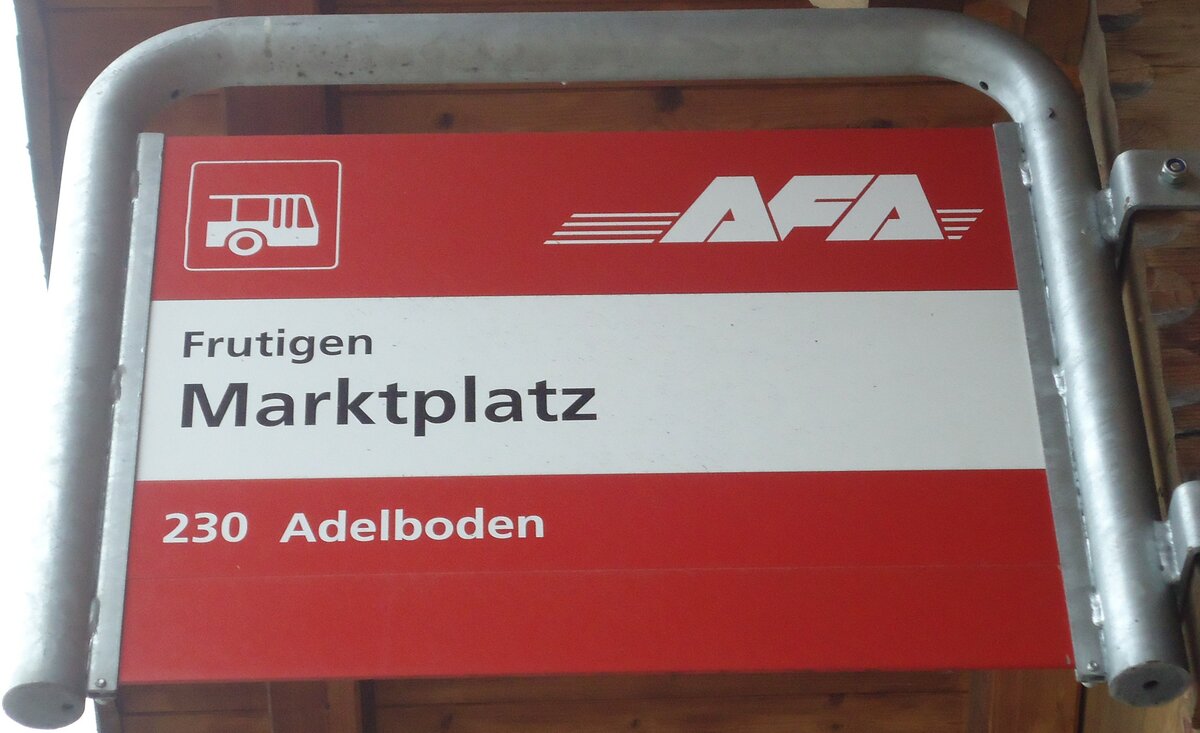 AFA
Frutigen
Marktplatz
230 Adelboden